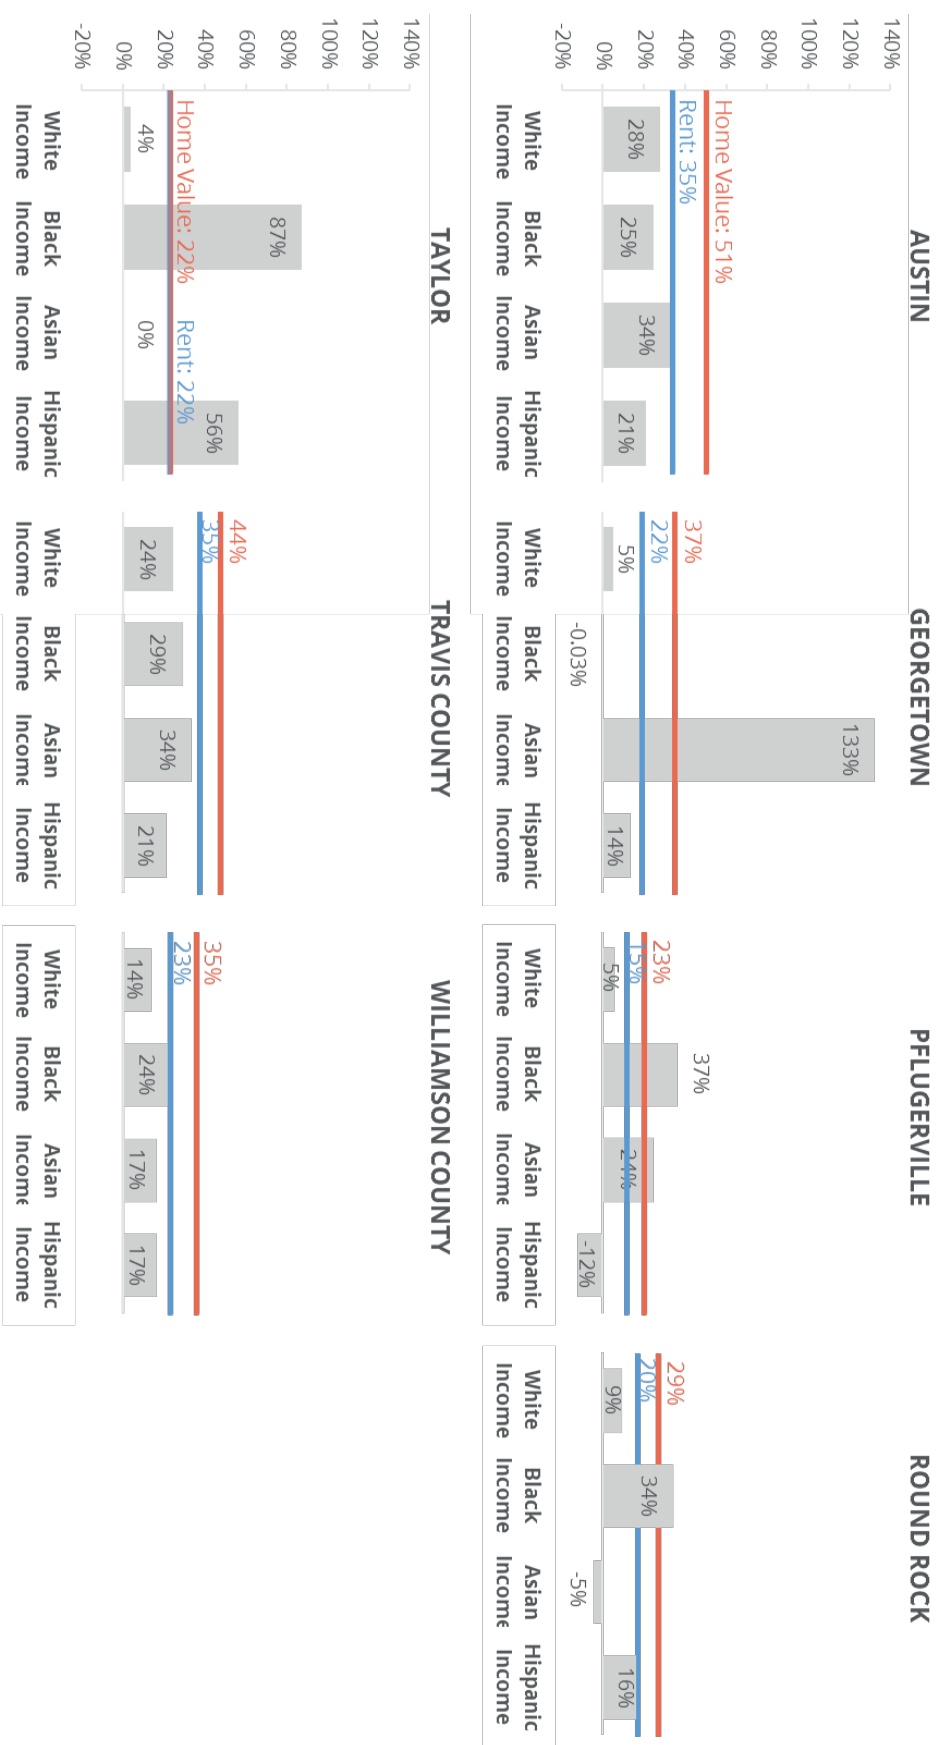 AUSTIN
140%
120%
100%
80%
60%
40%
20%
0%
-20%
Home Value: 51%
Rent: 35%
28%
25%
34%
21%
White Income
Black Income
Asian Income
Hispanic Income
GEORGETOWN
37%
22%
5%
-0.03%
133%
14%
White Income
Black Income
Asian Income
Hispanic Income
PFLUGERVILLE
23%
15%
5%
37%
24%
-12%
White Income
Black Income
Asian Income
Hispanic Income
ROUND ROCK
29%
20%
9%
34%
-5%
16%
White Income
Black Income
Asian Income
Hispanic Income
TAYLOR
140%
120%
100%
80%
60%
40%
20%
0%
-20%
Home Value: 22%
Rent: 22%
4%
87%
0%
56%
White Income
Black Income
Asian Income
Hispanic Income
TRAVIS COUNTY
44%
35%
24%
29%
34%
21%
White Income
Black Income
Asian Income
Hispanic Income
WILLIAMSON COUNTY
35%
23%
14%
24%
17%
17%
White Income
Black Income
Asian Income
Hispanic Income